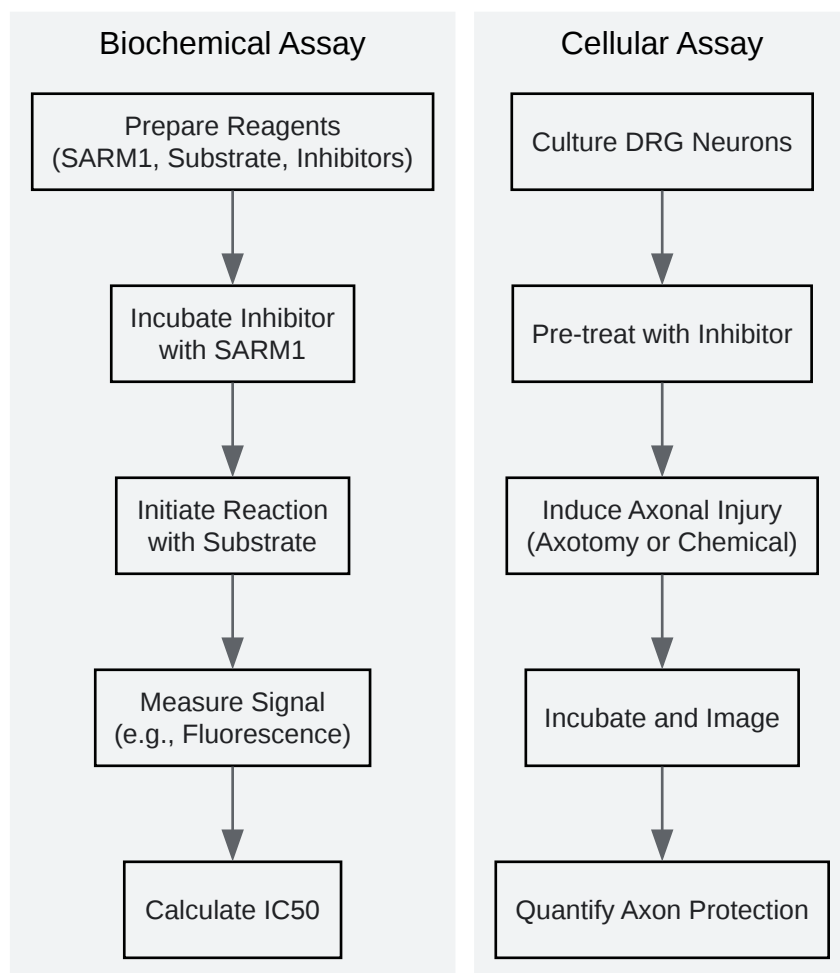 Biochemical Assay
Prepare Reagents
(SARM1, Substrate, Inhibitors)
Incubate Inhibitor
with SARM1
Initiate Reaction
with Substrate
Measure Signal
(e.g., Fluorescence)
Calculate IC50
Cellular Assay
Culture DRG Neurons
Pre-treat with Inhibitor
Induce Axonal Injury
(Axotomy or Chemical)
Incubate and Image
Quantify Axon Protection